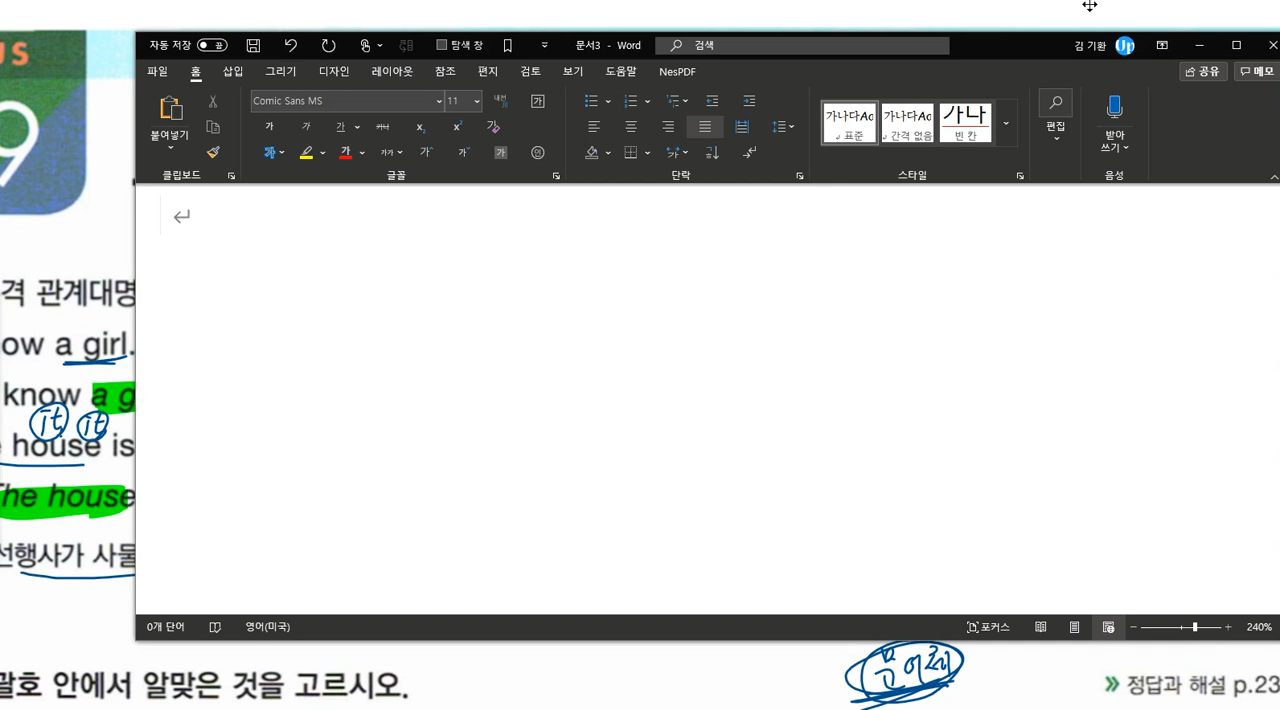 US
9
자동 저장 끔 탐색 창 문서3 - Word 검색 김 기환 Up
파일 홈 삽입 그리기 디자인 레이아웃 참조 편지 검토 보기 도움말 NesPDF 공유 메모
붙여넣기 Comic Sans MS 11 가나다Aa 가나다Aa 가나 편집 받아쓰기
표준 간격 없음 빈 칸
클립보드 글꼴 단락 스타일 음성
격 관계대명
ow a girl.
know a g
it it
house is
The house
선행사가 사물
0개 단어 영어(미국) 포커스 240%
괄호 안에서 알맞은 것을 고르시오.
문어체
정답과 해설 p.23